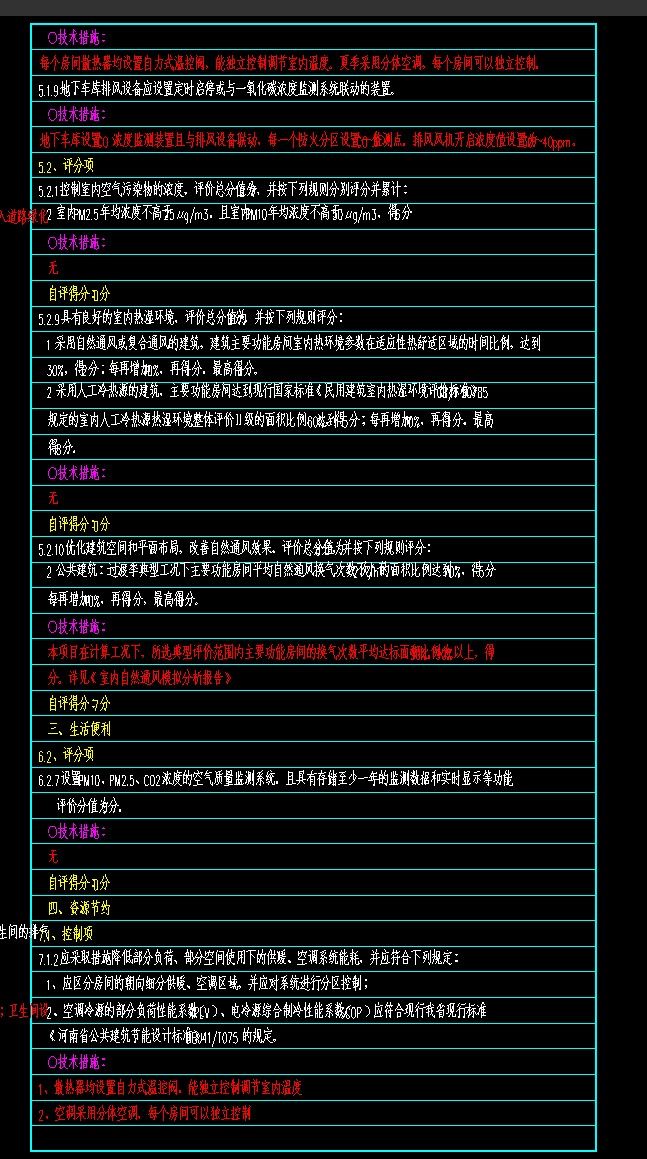 〇技术措施：
每个房间散热器均设置自力式温控阀，能独立控制调节室内温度。夏季采用分体空调，每个房间可以独立控制。
5.1.9地下车库排风设备应设置定时启停或与一氧化碳浓度监测系统联动的装置。
〇技术措施：
地下车库设置CO 浓度监测装置且与排风设备联动，每一个防火分区设置CO一监测点。排风风机开启浓度值设置 ~40ppm。
5.2、评分项
5.2.1控制室内空气污染物的浓度，评价总分值为 分，并按下列规则分别评分并累计：
入道路绿化
2 室内PM2.5年均浓度不高于 5μg/m3，且室内PM10年均浓度不高于50μg/m3，得 分
〇技术措施：
无
自评得分:0分
5.2.9具有良好的室内热湿环境，评价总分值为 并按下列规则评分：
1 采用自然通风或复合通风的建筑，建筑主要功能房间室内热环境参数在适应性热舒适区域的时间比例，达到
30%，得2分；每再增加10%，再得分，最高得分。
2 采用人工冷热源的建筑，主要功能房间达到现行国家标准《民用建筑室内热湿环境评价标准》
规定的室内人工冷热源热湿环境整体评价Ⅱ级的面积比例 60% 得 分；每再增加10%，再得分，最高
得8分。
〇技术措施：
无
自评得分:0分
5.2.10优化建筑空间和平面布局，改善自然通风效果，评价总分值为 并按下列规则评分：
2 公共建筑：过渡季典型工况下主要功能房间平均自然通风换气次数不小 的面积比例达到70%，得5分
每再增加10%，再得分，最高得分。
〇技术措施：
本项目在计算工况下，所选典型评价范围内主要功能房间的换气次数平均达标面积比例 以上，得
分。详见《室内自然通风模拟分析报告》
自评得分:7分
三、生活便利
6.2、评分项
6.2.7设置PM10、PM2.5、CO2浓度的空气质量监测系统，且具有存储至少一年的监测数据和实时显示等功能
评价分值为 分。
〇技术措施：
无
自评得分:0分
四、资源节约
生间的排气
7.1、控制项
7.1.2应采取措施降低部分负荷、部分空间使用下的供暖、空调系统能耗，并应符合下列规定：
1、应区分房间的朝向细分供暖、空调区域，并应对系统进行分区控制；
；卫生间设
2、空调冷源的部分负荷性能系数(IPLV)、电冷源综合制冷性能系数(SCOP）应符合现行我省现行标准
《河南省公共建筑节能设计标准》DBJ41/T075 的规定。
〇技术措施：
1、散热器均设置自力式温控阀，能独立控制调节室内温度
2、空调采用分体空调，每个房间可以独立控制